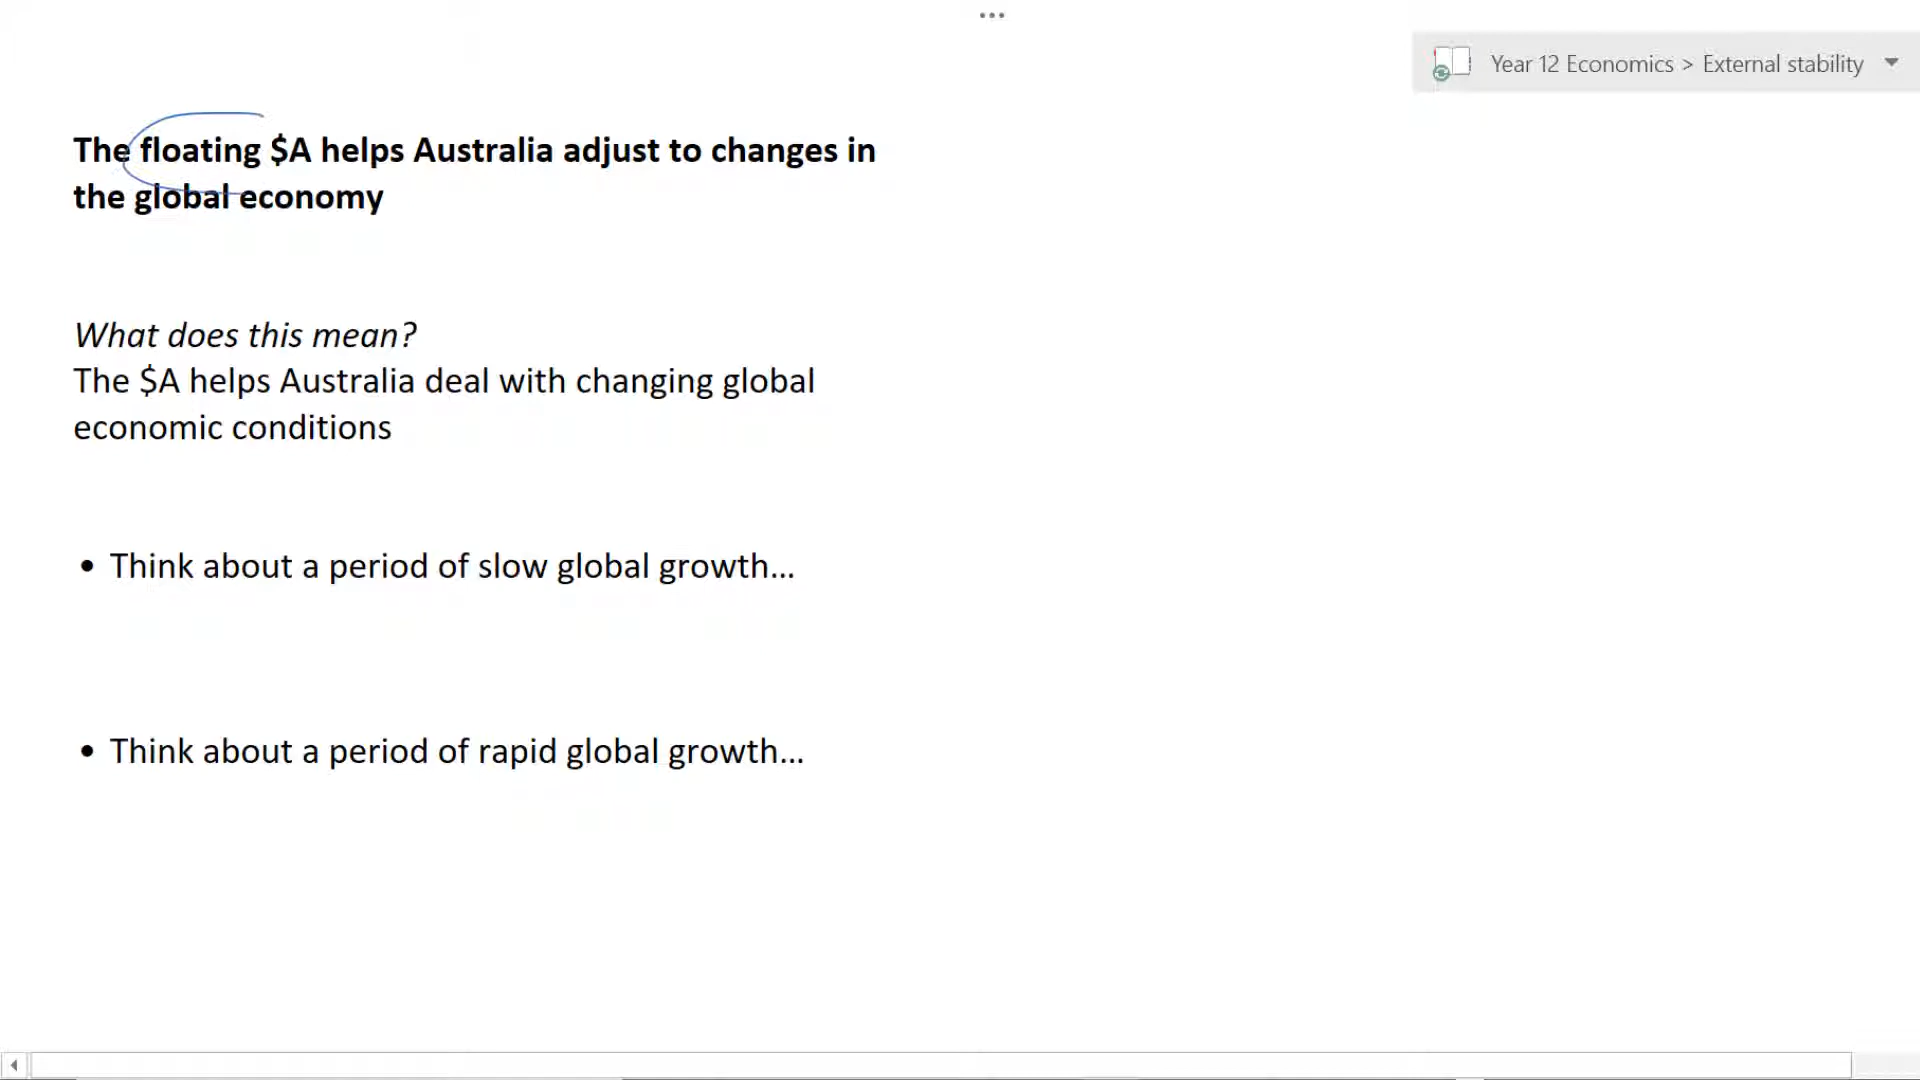 Year 12 Economics > External stability
The floating $A helps Australia adjust to changes in
the global economy
What does this mean?
The $A helps Australia deal with changing global
economic conditions
• Think about a period of slow global growth...
• Think about a period of rapid global growth...